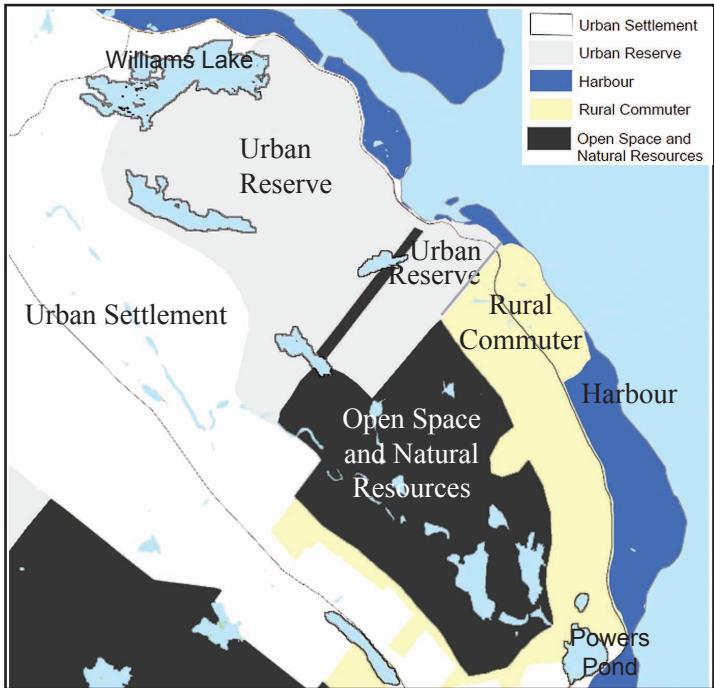 Williams Lake
Urban Settlement
Urban Reserve
Harbour
Rural Commuter
Open Space and
Natural Resources
Urban
Reserve
Urban
Reserve
Urban Settlement
Rural
Commuter
Harbour
Open Space
and Natural
Resources
Powers
Pond